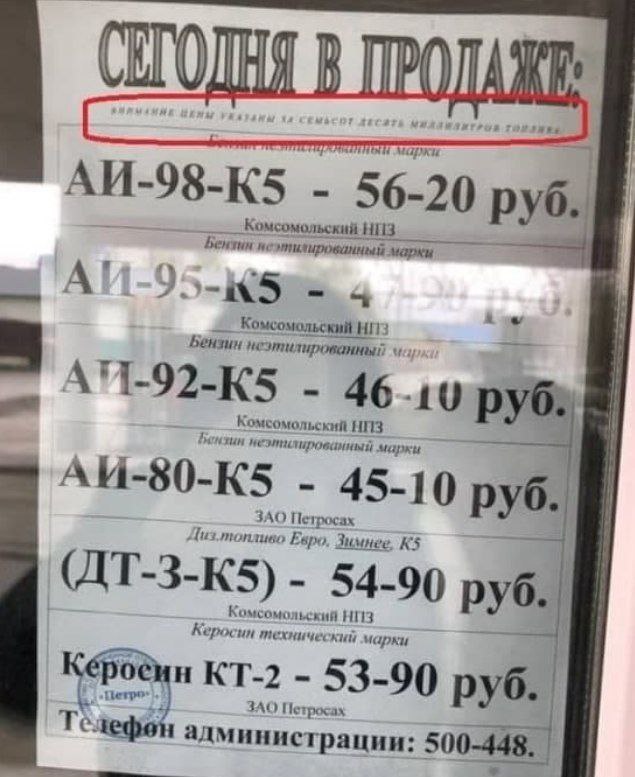 СЕГОДНЯ В ПРОДАЖЕ:
ВНИМАНИЕ ЦЕНЫ УКАЗАНЫ ЗА СЕМЬСОТ ДЕСЯТЬ МИЛЛИЛИТРОВ ТОПЛИВА.
Бензин неэтилированный марки
АИ-98-К5 - 56-20 руб.
Комсомольский НПЗ
Бензин неэтилированный марки
АИ-95-К5 - 47-90 руб.
Комсомольский НПЗ
Бензин неэтилированный марки
АИ-92-К5 - 46-10 руб.
Комсомольский НПЗ
Бензин неэтилированный марки
АИ-80-К5 - 45-10 руб.
ЗАО Петросах
Диз.топливо Евро, Зимнее, К5
(ДТ-З-К5) - 54-90 руб.
Комсомольский НПЗ
Керосин технический марки
Керосин КТ-2 - 53-90 руб.
«Петро»
ЗАО Петросах
Телефон администрации: 500-448.